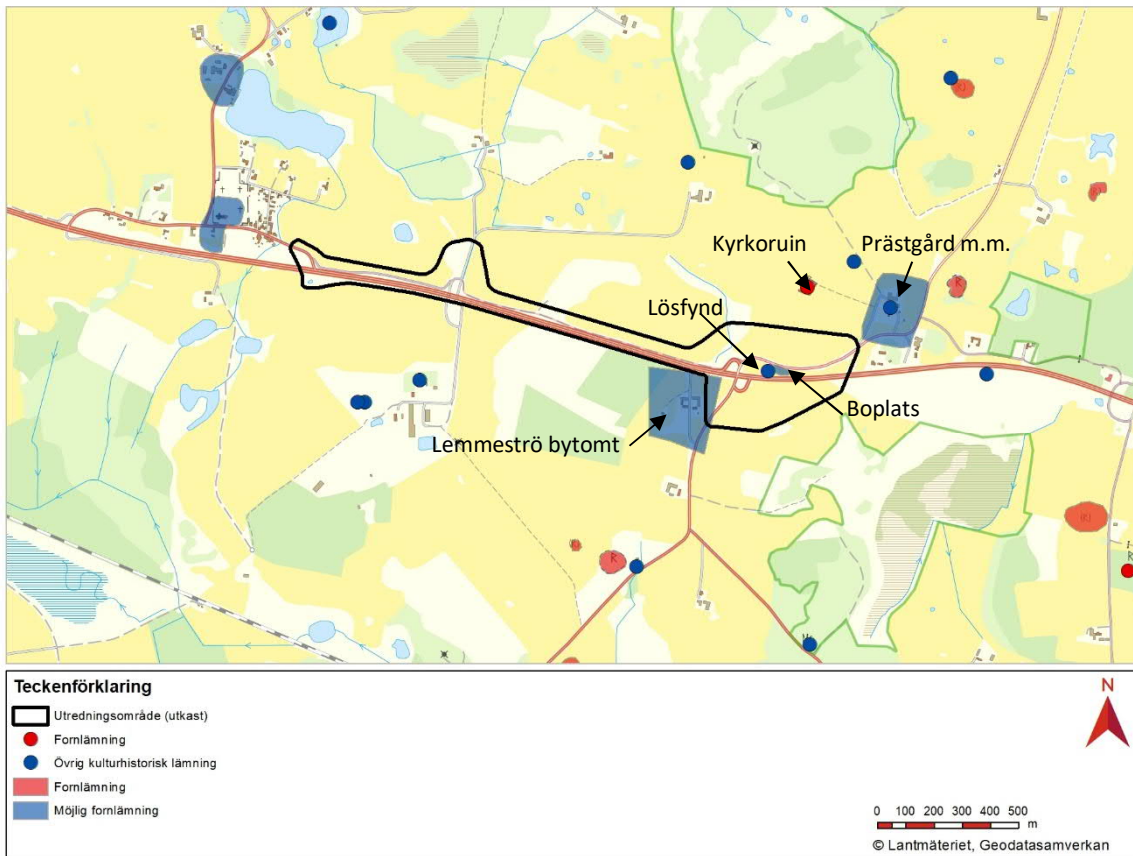 Kyrkoruin
Prästgård m.m.
Lösfynd
Boplats
Lemmeströ bytomt
R
R
R
Teckenförklaring
Utredningsområde (utkast)
Fornlämning
Övrig kulturhistorisk lämning
Fornlämning
Möjlig fornlämning
N
0 100 200 300 400 500
m
© Lantmäteriet, Geodatasamverkan